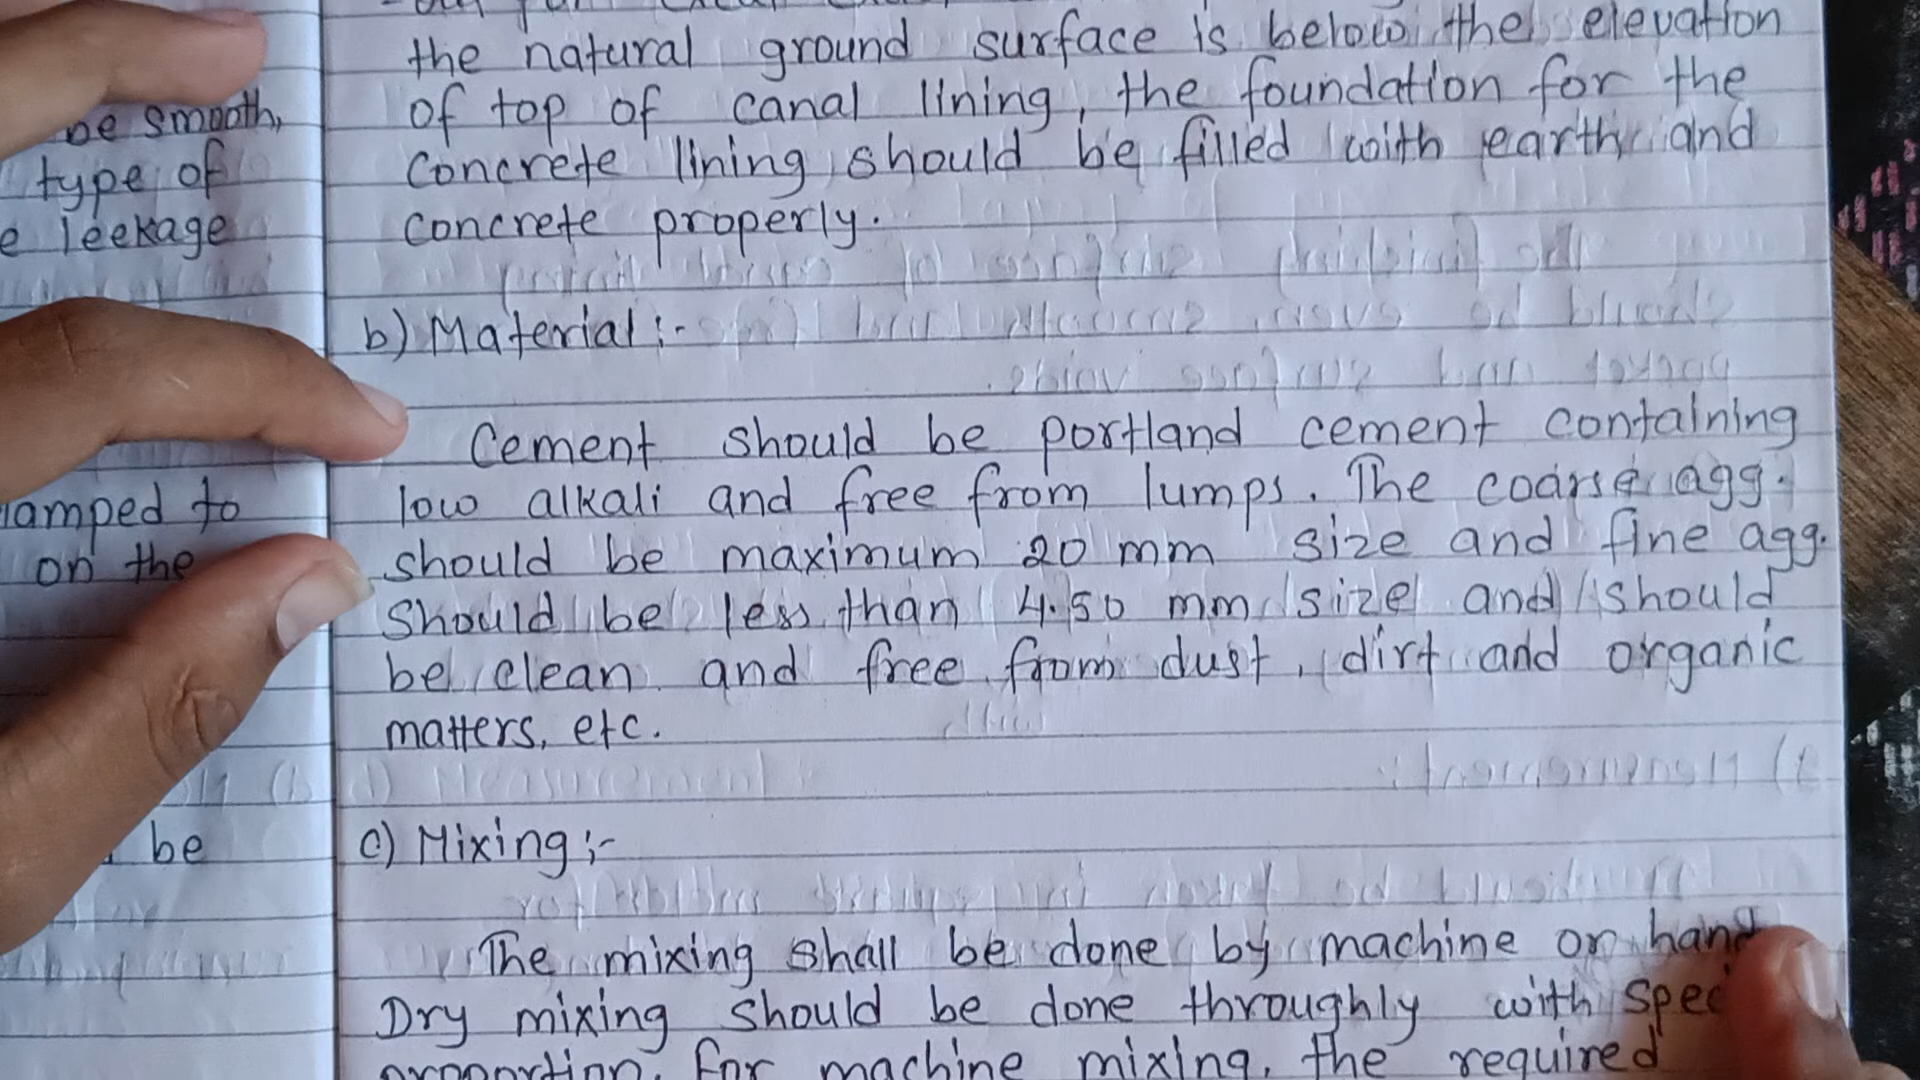 be smooth,
type of
e leekage
lamped to
on the
be
the natural ground surface is below the elevation
of top of canal lining, the foundation for the
concrete lining should be filled with earth and
concrete properly.
b) Material :-
Cement should be portland cement containing
low alkali and free from lumps. The coarse agg.
should be maximum 20 mm size and fine agg.
should be less than 4.50 mm size and should
be clean and free from dust, dirt and organic
matters, etc.
c) Mixing :-
The mixing shall be done by machine or hand
Dry mixing should be done throughly with speci
proportion. For machine mixing, the required